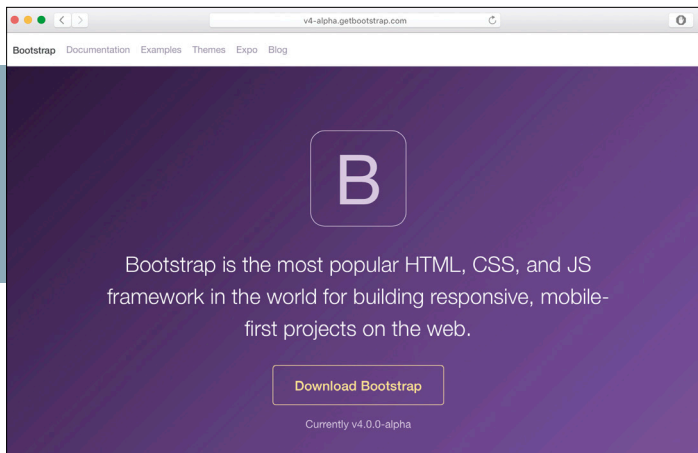 v4-alpha.getbootstrap.com
Bootstrap Documentation Examples Themes Expo Blog
B
Bootstrap is the most popular HTML, CSS, and JS
framework in the world for building responsive, mobile-
first projects on the web.
Download Bootstrap
Currently v4.0.0-alpha